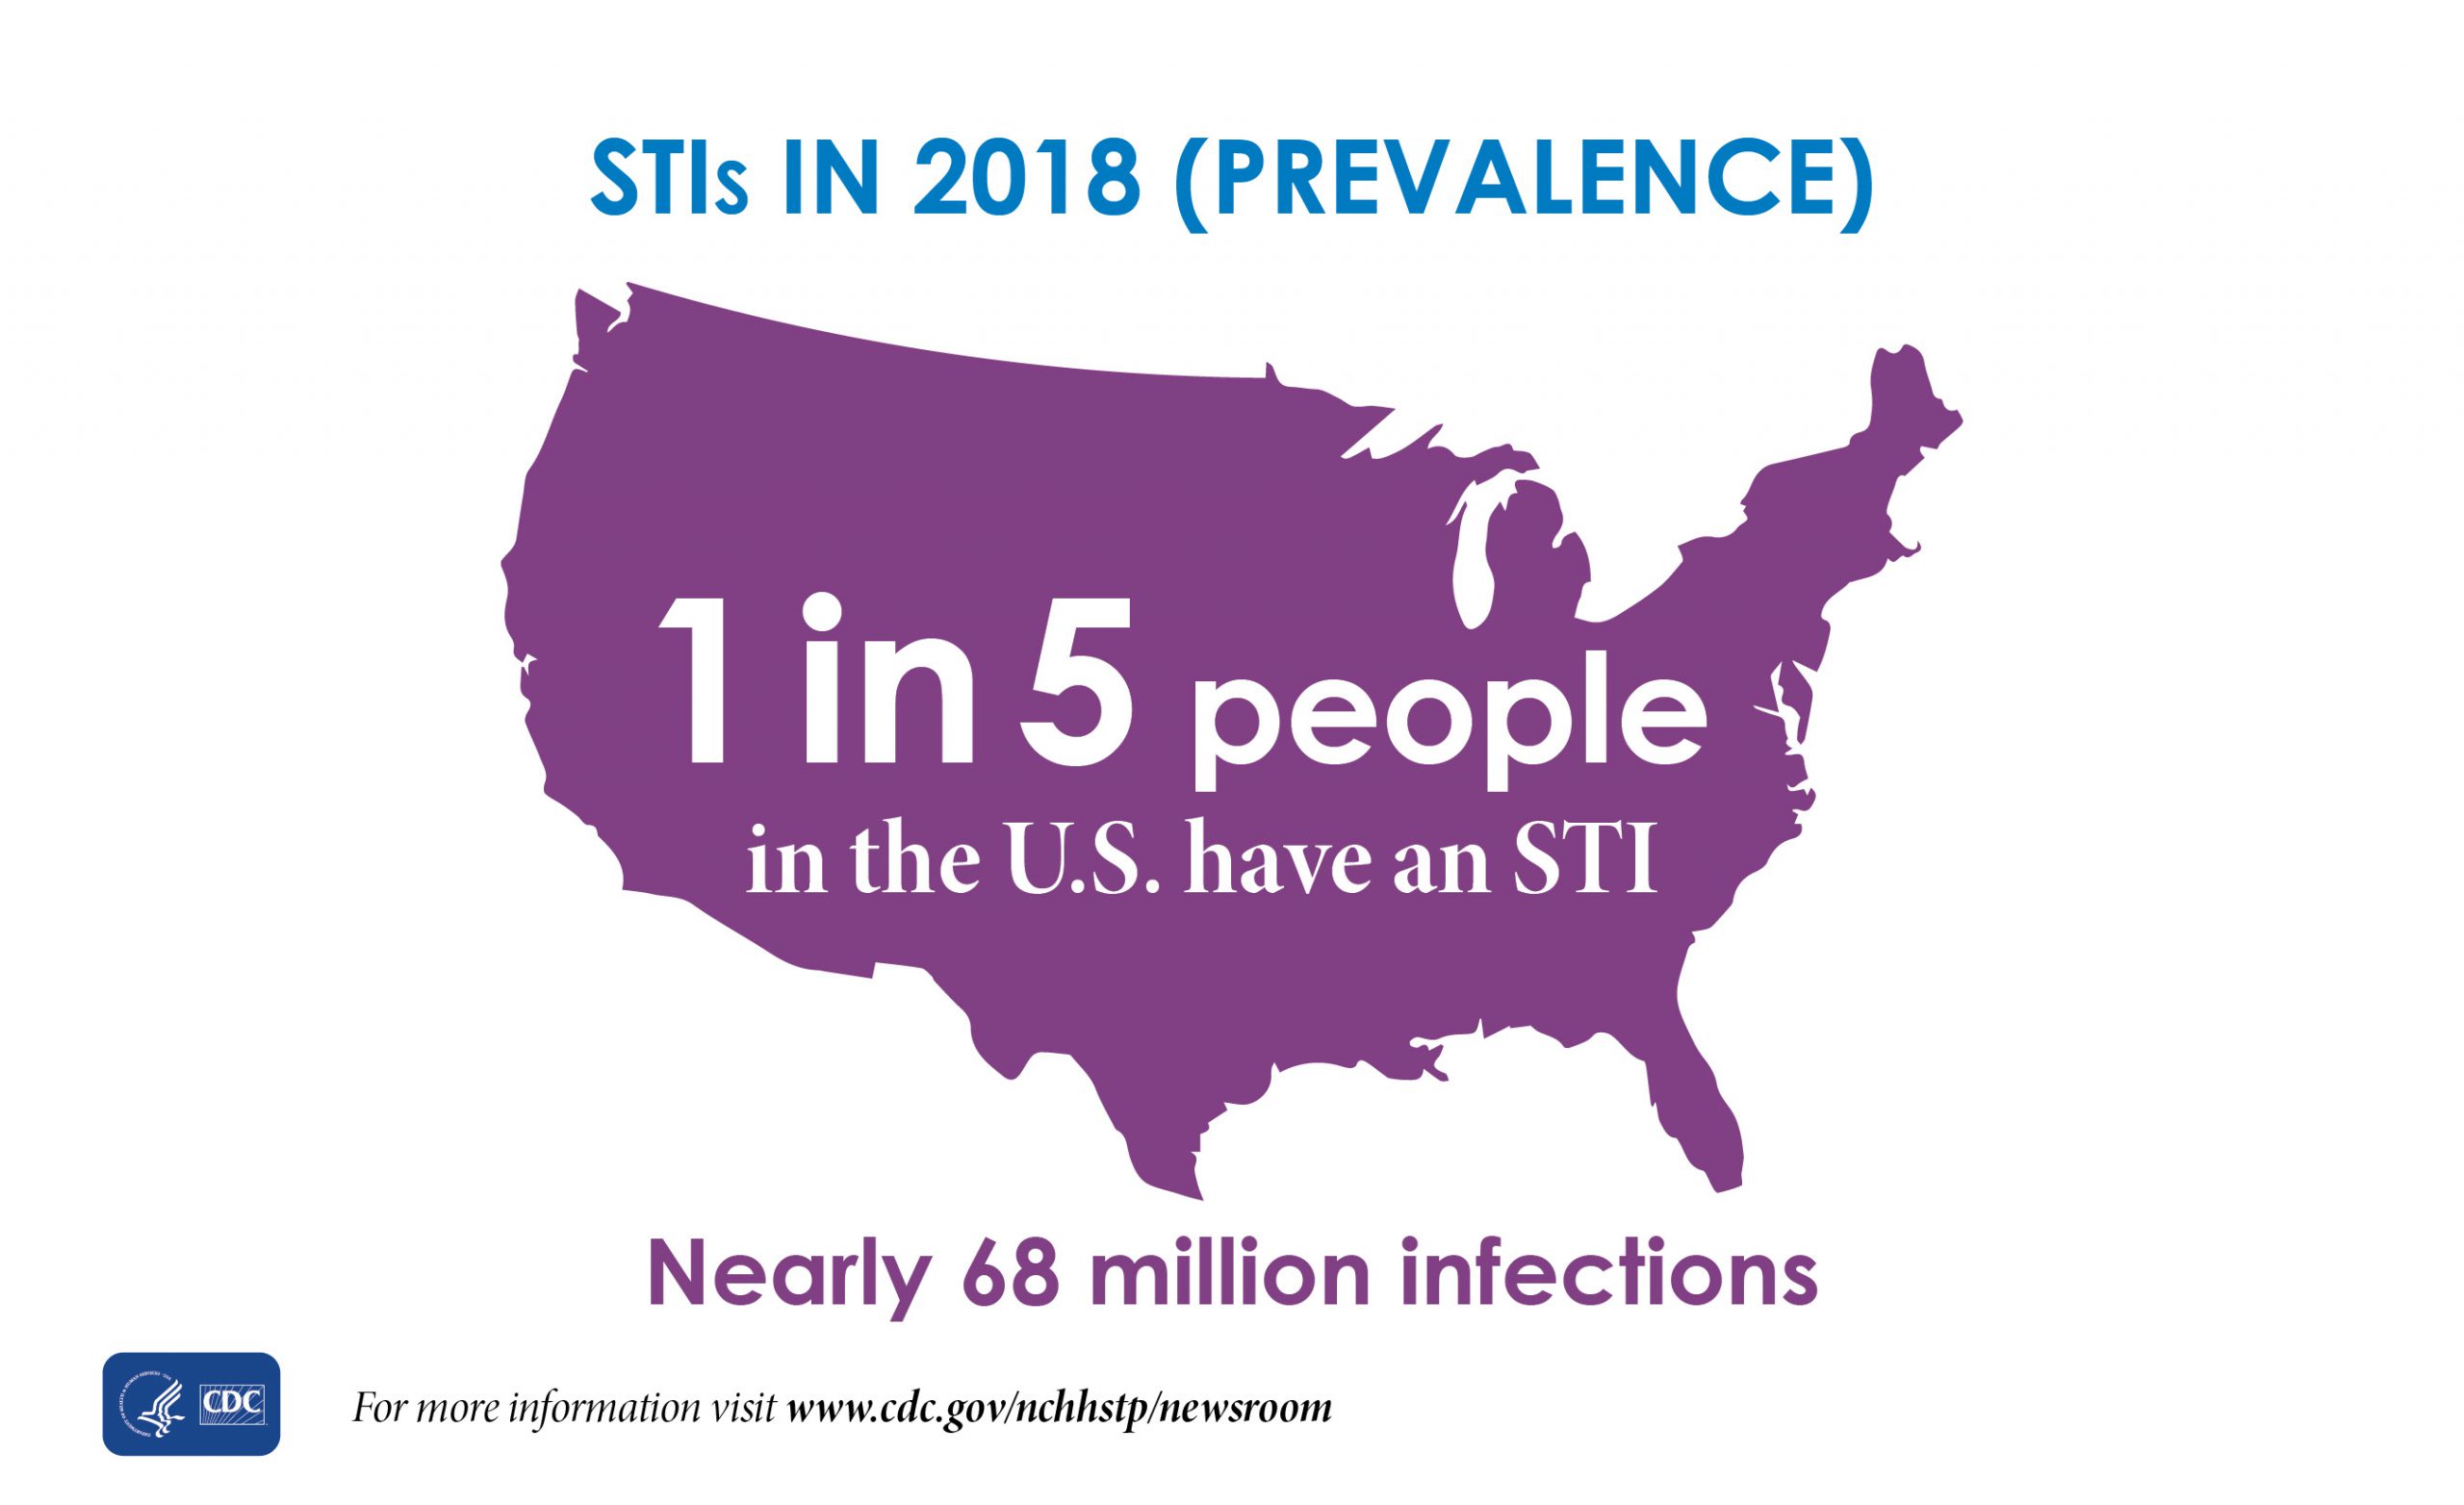 STIs IN 2018 (PREVALENCE)
1 in 5 people
in the U.S. have an STI
Nearly 68 million infections
CDC
For more information visit www.cdc.gov/nchhstp/newsroom